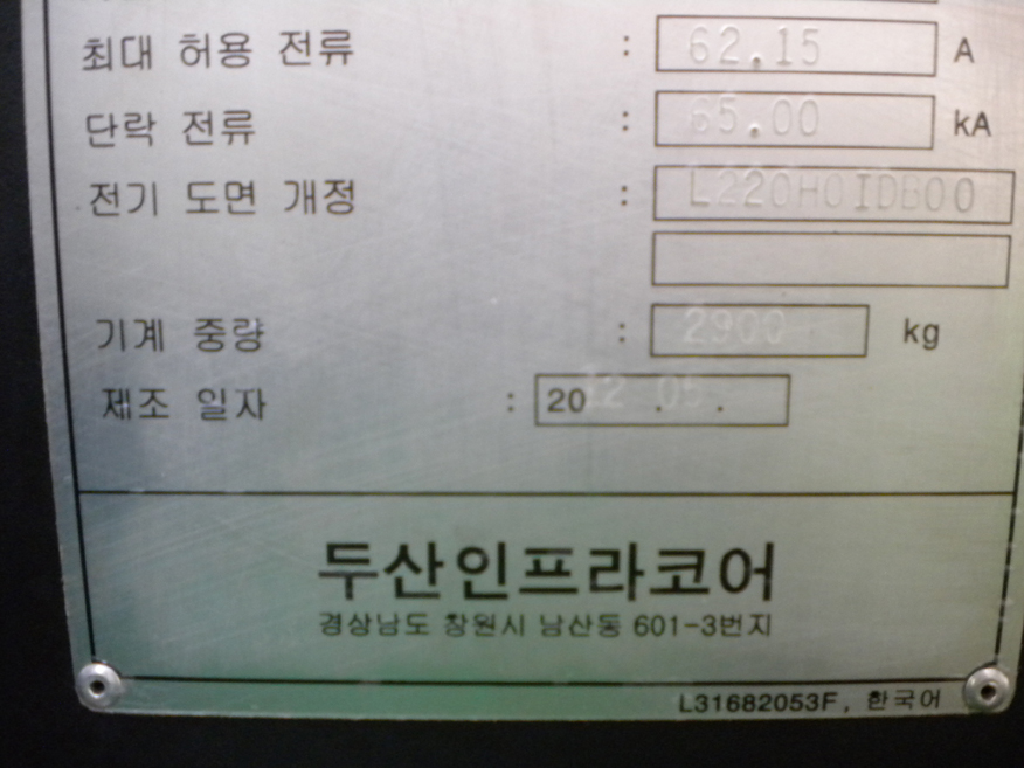 최대 허용 전류 : 62.15 A
단락 전류 : 65.00 kA
전기 도면 개정 : L220H0IDB00
기계 중량 : 2900 kg
제조 일자 : 2012 05 . .
두산인프라코어
경상남도 창원시 남산동 601-3번지
L31682053F, 한국어